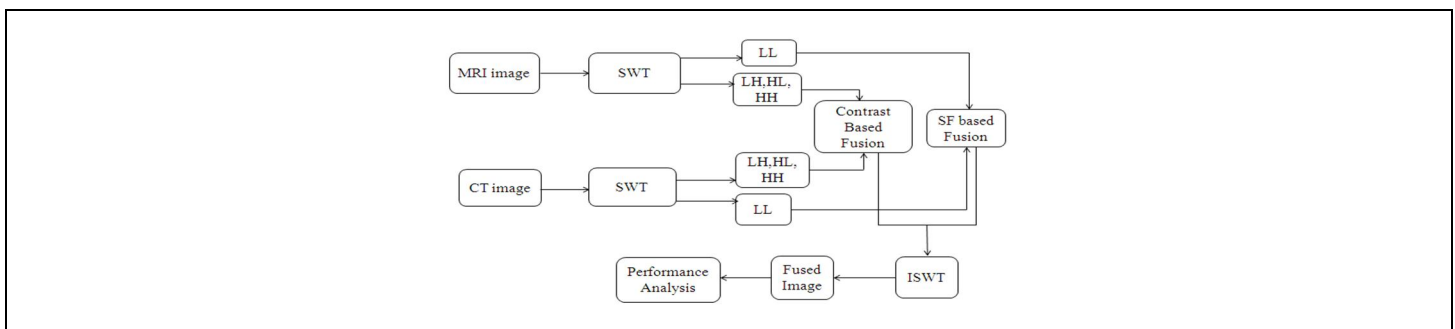 MRI image
SWT
LL
LH,HL,
HH
Contrast
Based
Fusion
SF based
Fusion
CT image
SWT
LH,HL,
HH
LL
Performance
Analysis
Fused
Image
ISWT